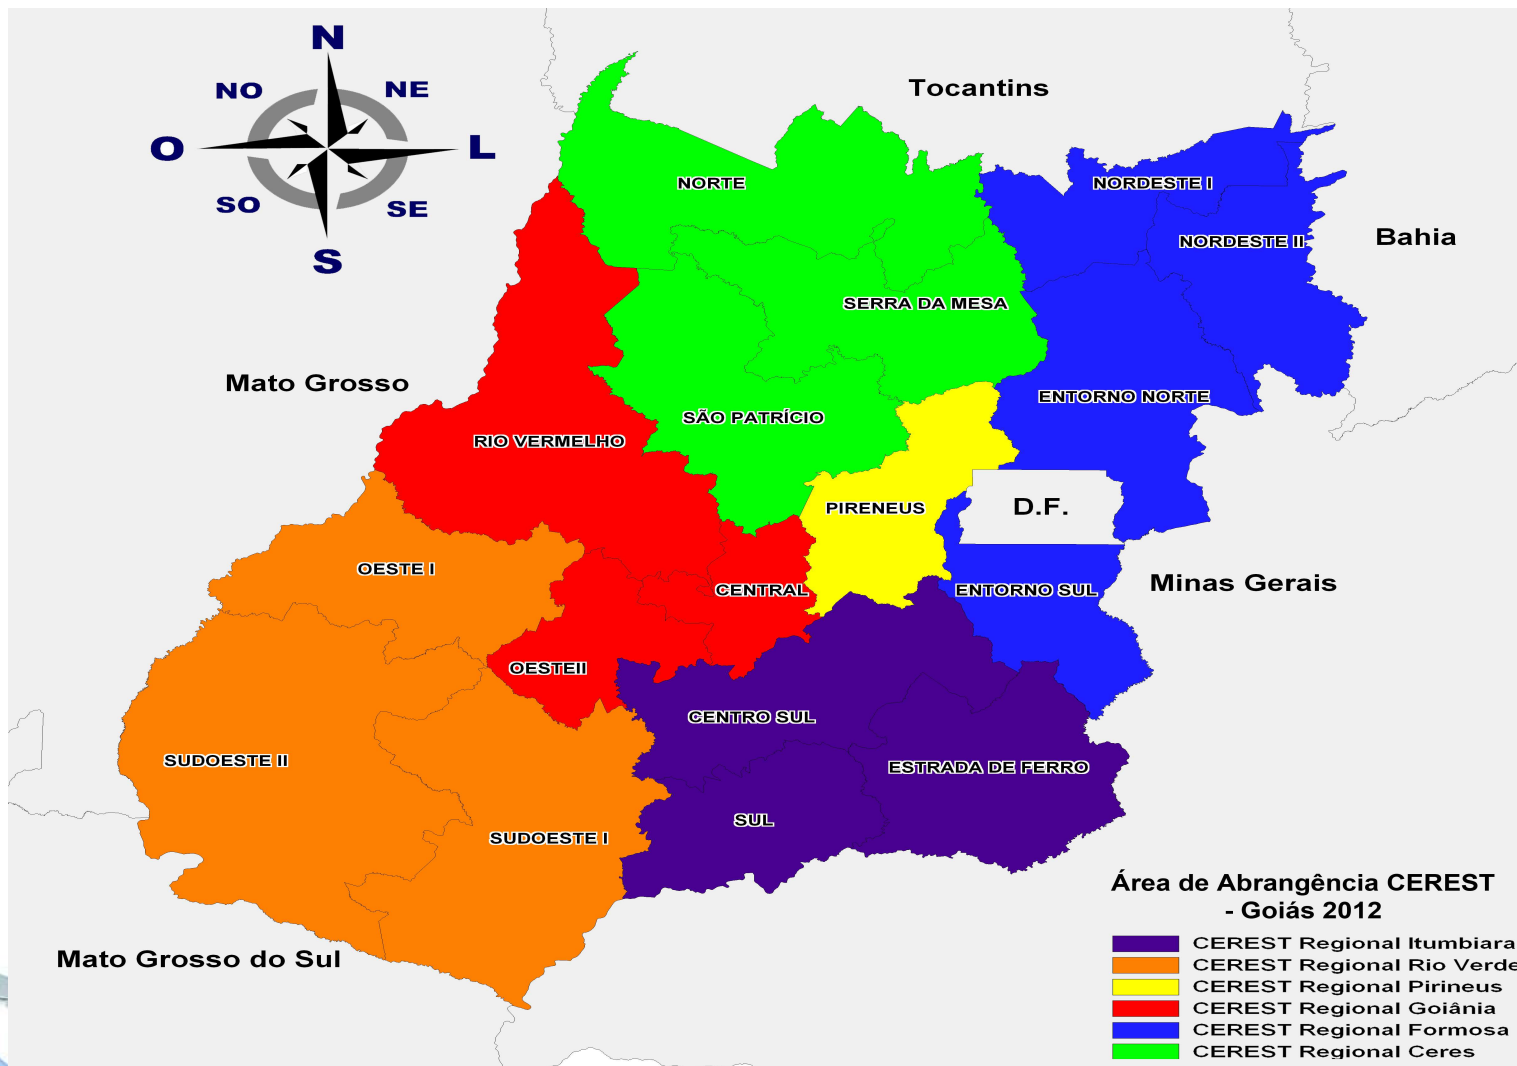 N
NO
NE
O
L
SO
SE
S
Tocantins
Bahia
Mato Grosso
Minas Gerais
Mato Grosso do Sul
D.F.
NORTE
NORDESTE I
NORDESTE II
SERRA DA MESA
ENTORNO NORTE
SÃO PATRÍCIO
RIO VERMELHO
PIRENEUS
OESTE I
CENTRAL
ENTORNO SUL
OESTEII
CENTRO SUL
SUDOESTE II
ESTRADA DE FERRO
SUL
SUDOESTE I
Área de Abrangência CEREST
- Goiás 2012
CEREST Regional Itumbiara
CEREST Regional Rio Verde
CEREST Regional Pirineus
CEREST Regional Goiânia
CEREST Regional Formosa
CEREST Regional Ceres